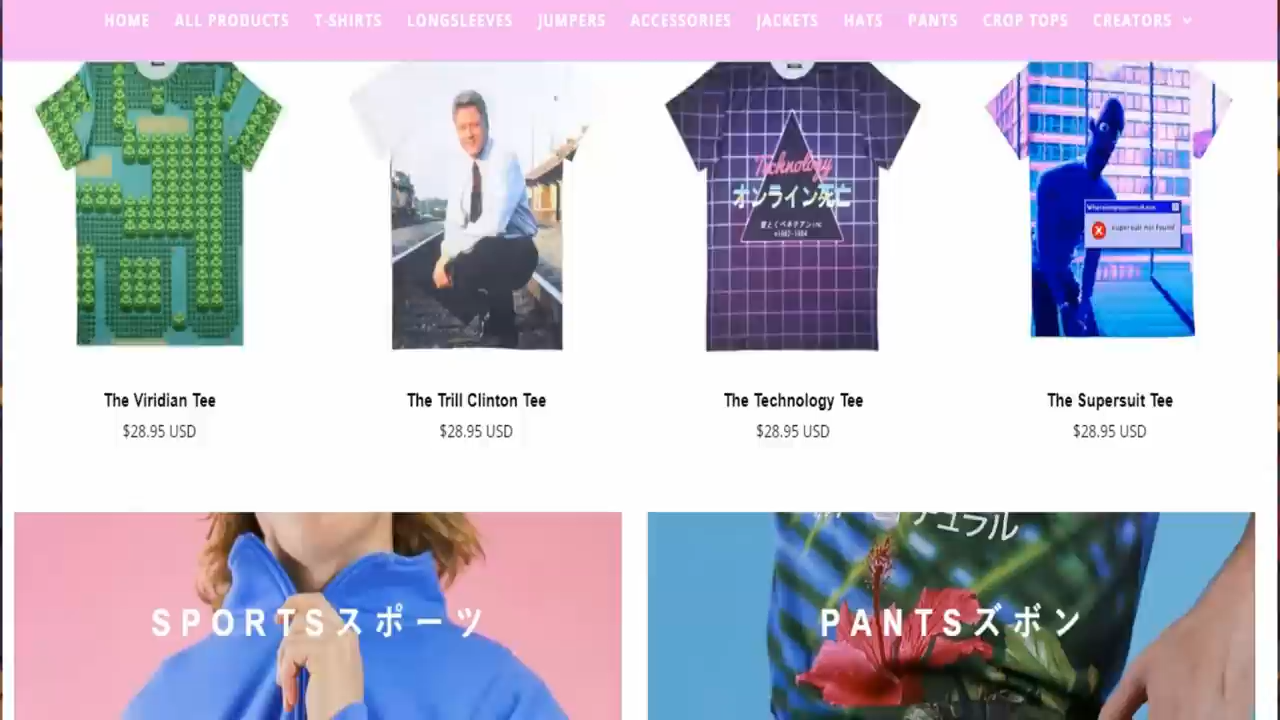 HOME ALL PRODUCTS T-SHIRTS LONGSLEEVES JUMPERS ACCESSORIES JACKETS HATS PANTS CROP TOPS CREATORS
Technology
オンライン死亡
supersuit not found
The Viridian Tee
$28.95 USD
The Trill Clinton Tee
$28.95 USD
The Technology Tee
$28.95 USD
The Supersuit Tee
$28.95 USD
SPORTSスポーツ
PANTSズボン